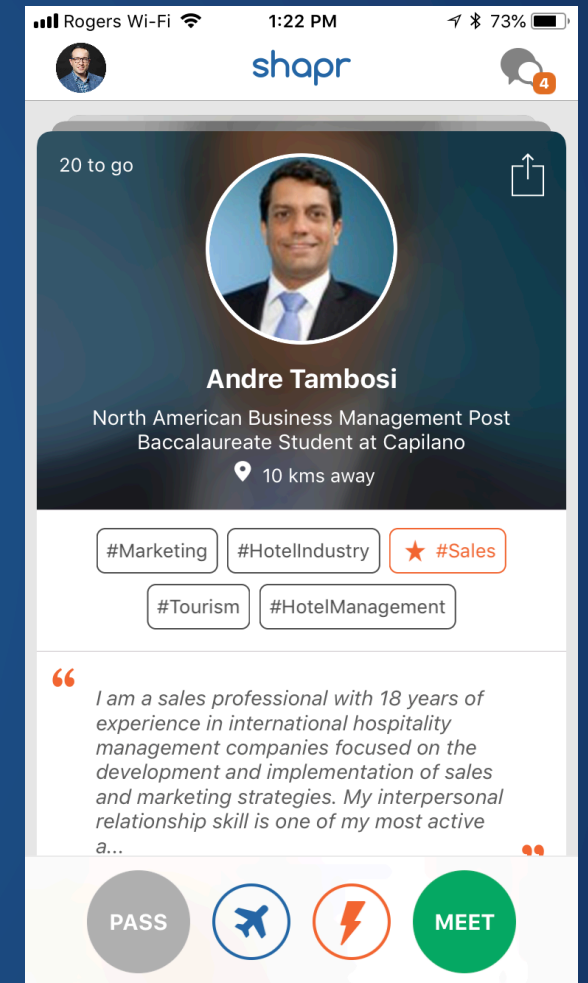 Rogers Wi-Fi 1:22 PM 73%
shapr
4
20 to go
Andre Tambosi
North American Business Management Post
Baccalaureate Student at Capilano
10 kms away
#Marketing #HotelIndustry #Sales
#Tourism #HotelManagement
“
I am a sales professional with 18 years of
experience in international hospitality
management companies focused on the
development and implementation of sales
and marketing strategies. My interpersonal
relationship skill is one of my most active
a...
”
PASS MEET